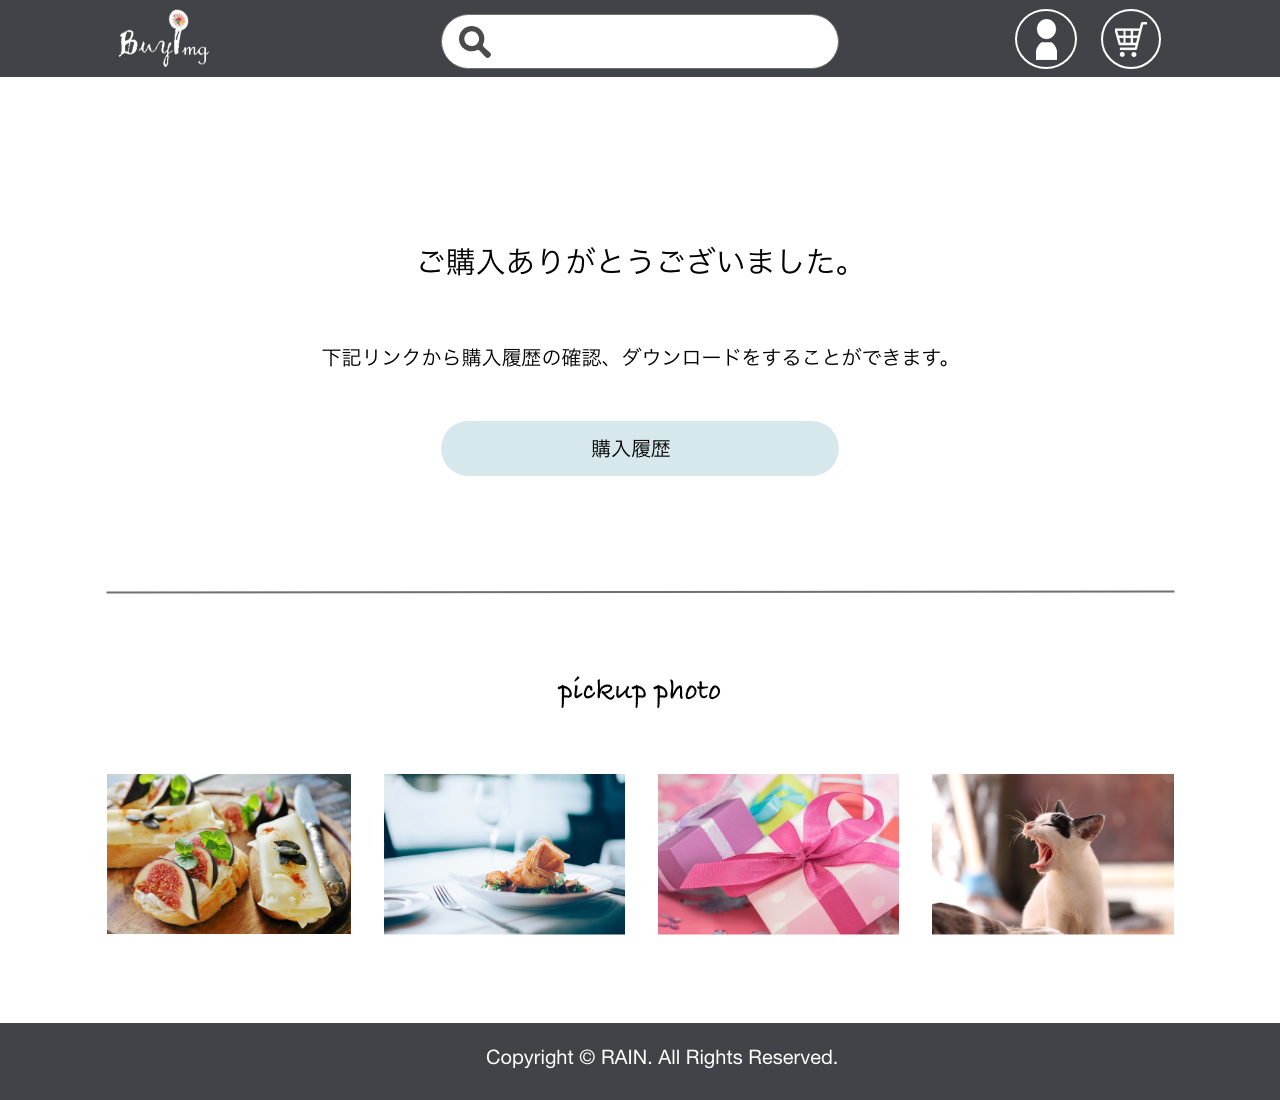 Buyimg
ご購入ありがとうございました。
下記リンクから購入履歴の確認、ダウンロードをすることができます。
購入履歴
pickup photo
Copyright © RAIN. All Rights Reserved.